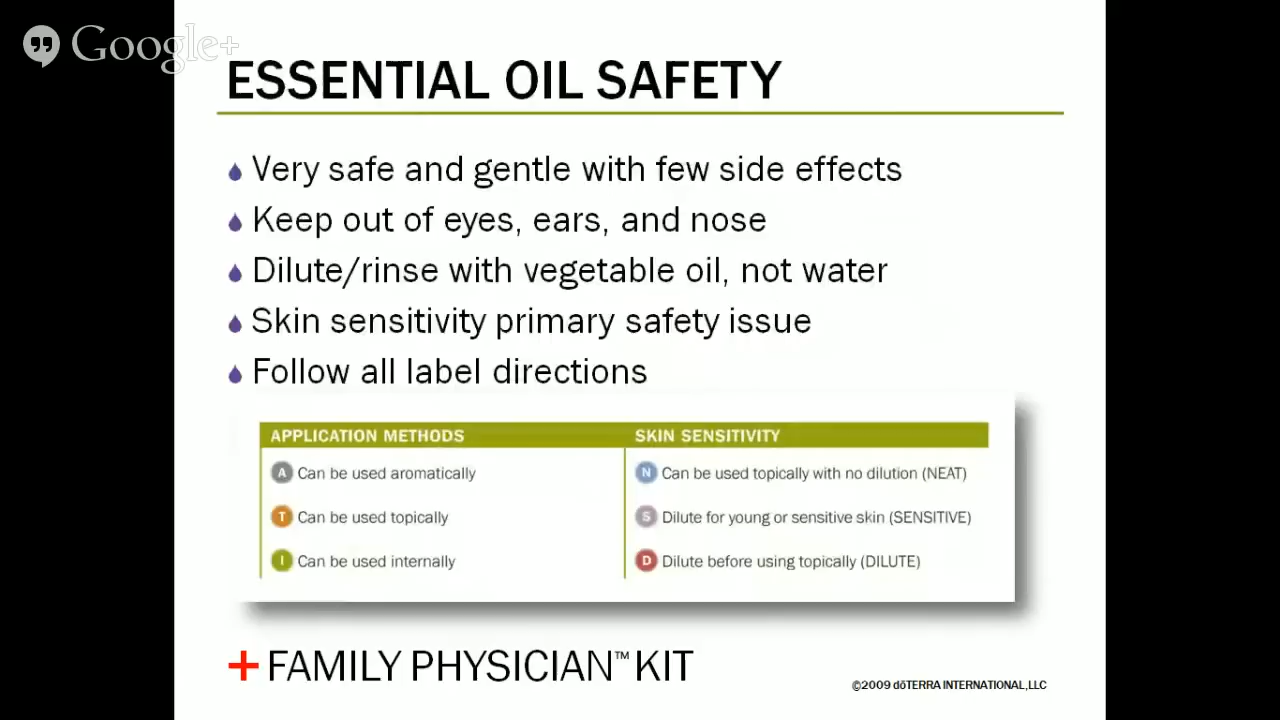 Google+
ESSENTIAL OIL SAFETY
Very safe and gentle with few side effects
Keep out of eyes, ears, and nose
Dilute/rinse with vegetable oil, not water
Skin sensitivity primary safety issue
Follow all label directions
APPLICATION METHODS
A Can be used aromatically
T Can be used topically
I Can be used internally
SKIN SENSITIVITY
N Can be used topically with no dilution (NEAT)
S Dilute for young or sensitive skin (SENSITIVE)
D Dilute before using topically (DILUTE)
+FAMILY PHYSICIAN™ KIT
©2009 dōTERRA INTERNATIONAL,LLC